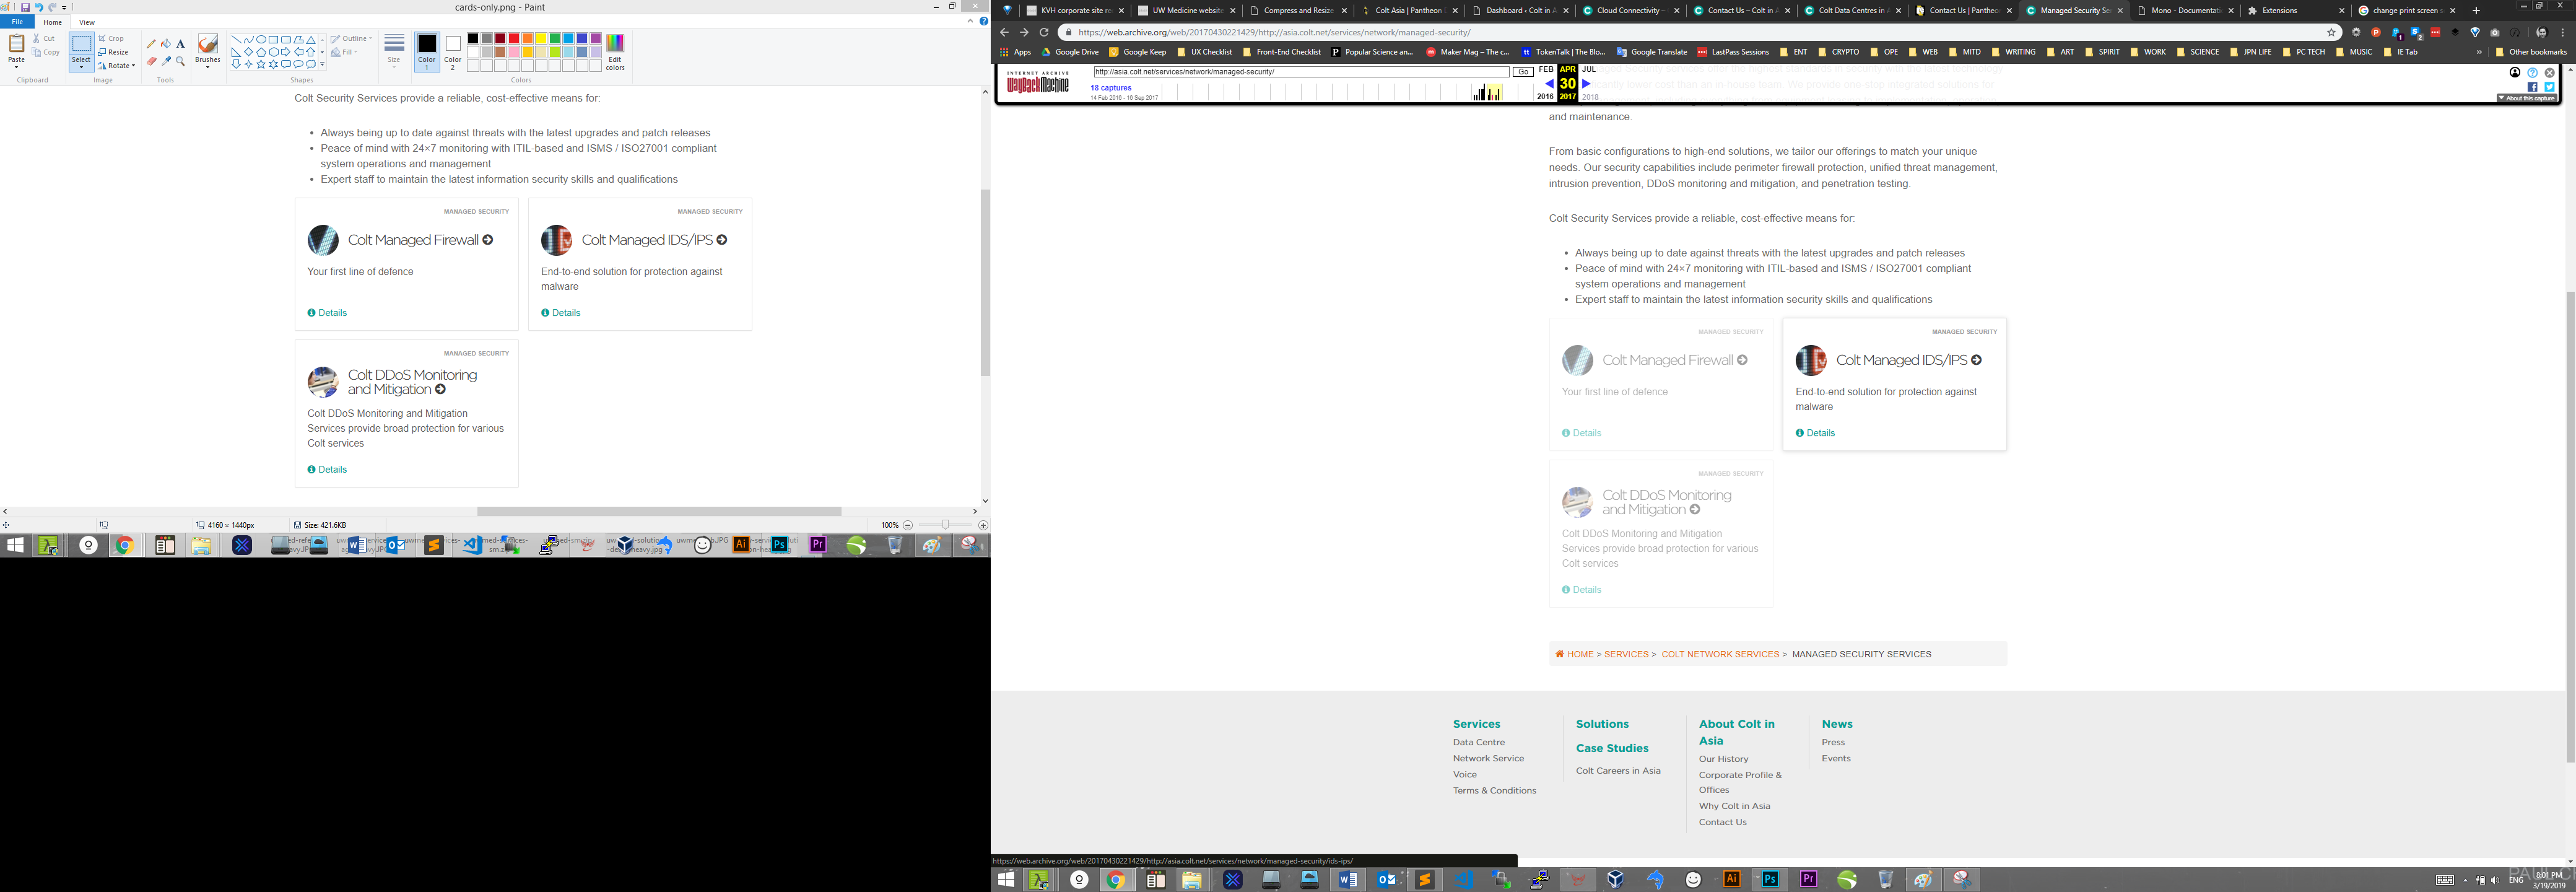 cards-only.png - Paint
File Home View
Paste
Cut
Copy
Clipboard
Select
Crop
Resize
Rotate
Image
Tools
Brushes
Shapes
Outline
Fill
Size
Color 1
Color 2
Colors
Edit colors
Colt Security Services provide a reliable, cost-effective means for:
• Always being up to date against threats with the latest upgrades and patch releases
• Peace of mind with 24×7 monitoring with ITIL-based and ISMS / ISO27001 compliant
system operations and management
• Expert staff to maintain the latest information security skills and qualifications
MANAGED SECURITY
Colt Managed Firewall
Your first line of defence
Details
MANAGED SECURITY
Colt Managed IDS/IPS
End-to-end solution for protection against
malware
Details
MANAGED SECURITY
Colt DDoS Monitoring
and Mitigation
Colt DDoS Monitoring and Mitigation
Services provide broad protection for various
Colt services
Details
4160 × 1440px
Size: 421.6KB
100%
KVH corporate site re
UW Medicine website
Compress and Resize
Colt Asia | Pantheon
Dashboard ‹ Colt in A
Cloud Connectivity –
Contact Us – Colt in
Colt Data Centres in A
Contact Us | Pantheo
Managed Security Se
Mono - Documentati
Extensions
change print screen s
https://web.archive.org/web/20170430221429/http://asia.colt.net/services/network/managed-security/
Apps Google Drive Google Keep UX Checklist Front-End Checklist Popular Science an... Maker Mag – The c... TokenTalk | The Blo... Google Translate LastPass Sessions ENT CRYPTO OPE WEB MITD WRITING ART SPIRIT WORK SCIENCE JPN LIFE PC TECH MUSIC IE Tab Other bookmarks
INTERNET ARCHIVE
WayBackMachine
http://asia.colt.net/services/network/managed-security/
Go
FEB APR JUL
18 captures
30
14 Feb 2016 - 16 Sep 2017
2016 2017 2018
About this capture
and maintenance.
From basic configurations to high-end solutions, we tailor our offerings to match your unique
needs. Our security capabilities include perimeter firewall protection, unified threat management,
intrusion prevention, DDoS monitoring and mitigation, and penetration testing.
Colt Security Services provide a reliable, cost-effective means for:
• Always being up to date against threats with the latest upgrades and patch releases
• Peace of mind with 24×7 monitoring with ITIL-based and ISMS / ISO27001 compliant
system operations and management
• Expert staff to maintain the latest information security skills and qualifications
MANAGED SECURITY
Colt Managed Firewall
Your first line of defence
Details
MANAGED SECURITY
Colt Managed IDS/IPS
End-to-end solution for protection against
malware
Details
MANAGED SECURITY
Colt DDoS Monitoring
and Mitigation
Colt DDoS Monitoring and Mitigation
Services provide broad protection for various
Colt services
Details
HOME > SERVICES > COLT NETWORK SERVICES > MANAGED SECURITY SERVICES
Services
Data Centre
Network Service
Voice
Terms & Conditions
Solutions
Case Studies
Colt Careers in Asia
About Colt in
Asia
Our History
Corporate Profile &
Offices
Why Colt in Asia
Contact Us
News
Press
Events
https://web.archive.org/web/20170430221429/http://asia.colt.net/services/network/managed-security/ids-ips/
ENG
8:01 PM
3/19/2019